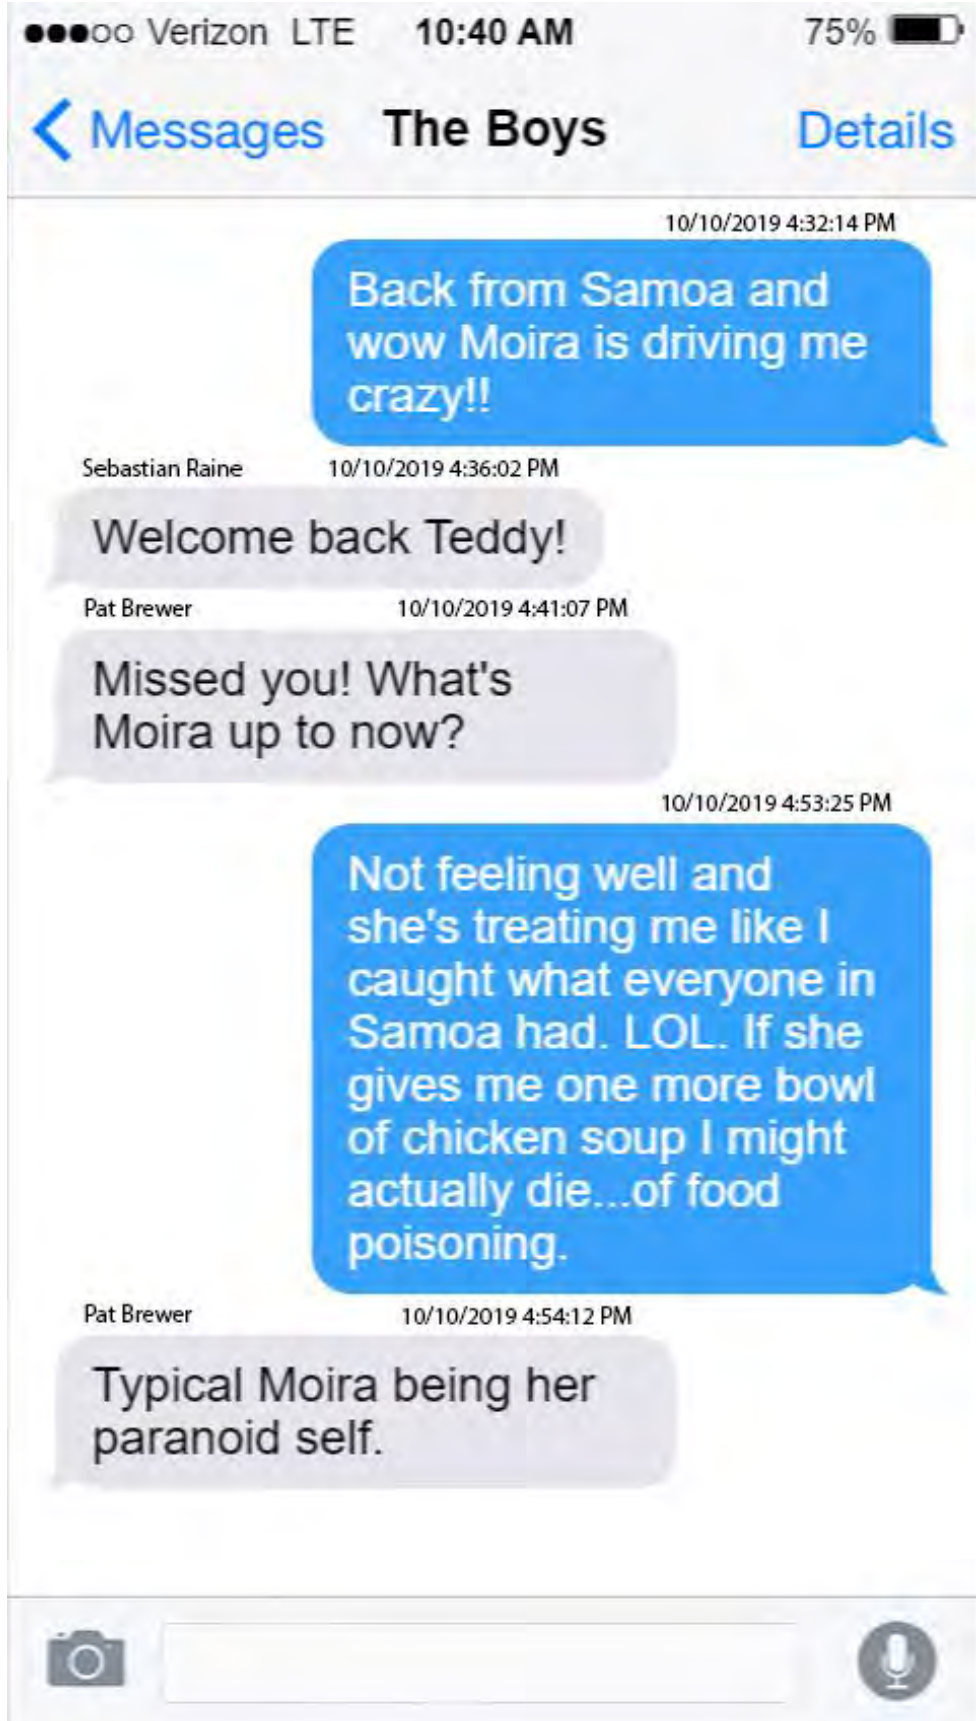 Verizon LTE 10:40 AM 75%
Messages The Boys Details
10/10/2019 4:32:14 PM
Back from Samoa and
wow Moira is driving me
crazy!!
Sebastian Raine 10/10/2019 4:36:02 PM
Welcome back Teddy!
Pat Brewer 10/10/2019 4:41:07 PM
Missed you! What's
Moira up to now?
10/10/2019 4:53:25 PM
Not feeling well and
she's treating me like I
caught what everyone in
Samoa had. LOL. If she
gives me one more bowl
of chicken soup I might
actually die...of food
poisoning.
Pat Brewer 10/10/2019 4:54:12 PM
Typical Moira being her
paranoid self.